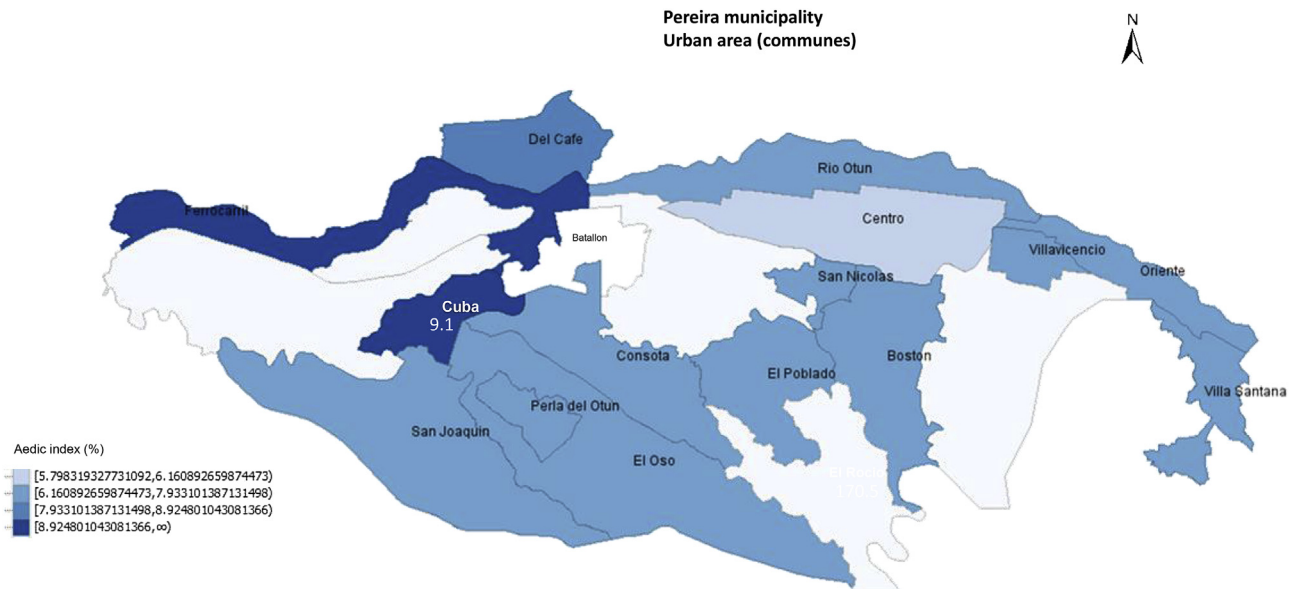 Pereira municipality
Urban area (communes)
N
Del Cafe
Rio Otun
Ferrocarril
Centro
Batallon
Villavicencio
Oriente
San Nicolas
Cuba
9.1
Consota
Boston
El Poblado
Villa Santana
Perla del Otun
San Joaquin
El Oso
El Rocio
Aedic index (%)
[5.798319327731092,6.160892659874473)
[6.160892659874473,7.933101387131498)
[7.933101387131498,8.924801043081366)
[8.924801043081366,∞)